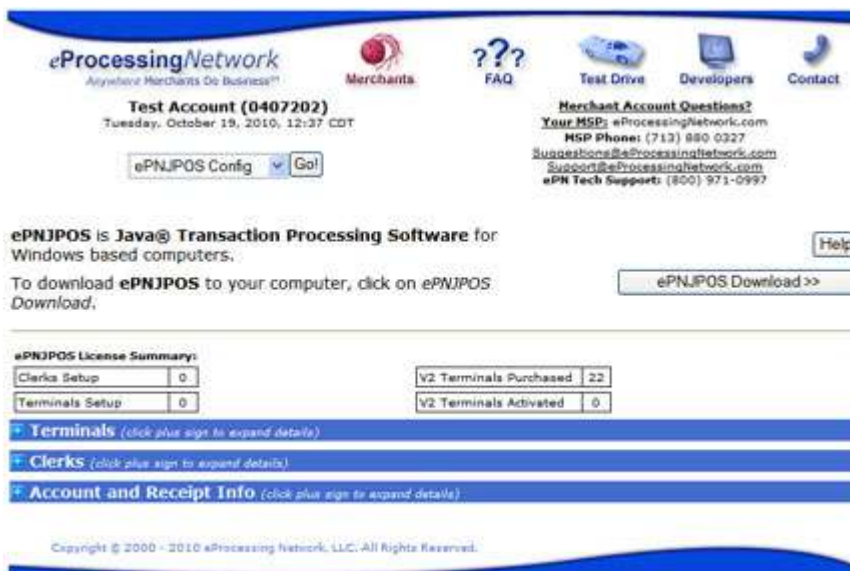 eProcessingNetwork
Anywhere Merchants Do Business℠
Merchants
???
FAQ
Test Drive
Developers
Contact
Test Account (0407202)
Tuesday, October 19, 2010, 12:37 CDT
ePNJPOS Config
Go!
Merchant Account Questions?
Your MSP: eProcessingNetwork.com
MSP Phone: (713) 880 0327
Suggestions@eProcessingNetwork.com
Support@eProcessingNetwork.com
ePN Tech Support: (800) 971-0997
ePNJPOS is Java® Transaction Processing Software for
Windows based computers.
Help
To download ePNJPOS to your computer, click on ePNJPOS
Download.
ePNJPOS Download >>
ePNJPOS License Summary:
Clerks Setup 0
V2 Terminals Purchased 22
Terminals Setup 0
V2 Terminals Activated 0
Terminals (click plus sign to expand details)
Clerks (click plus sign to expand details)
Account and Receipt Info (click plus sign to expand details)
Copyright © 2000 - 2010 eProcessing Network, LLC. All Rights Reserved.